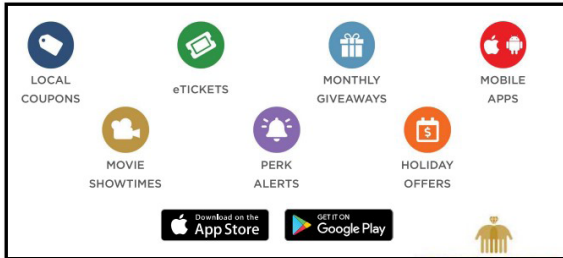 LOCAL
COUPONS
eTICKETS
MONTHLY
GIVEAWAYS
MOBILE
APPS
MOVIE
SHOWTIMES
PERK
ALERTS
$
HOLIDAY
OFFERS
Download on the
App Store
GET IT ON
Google Play